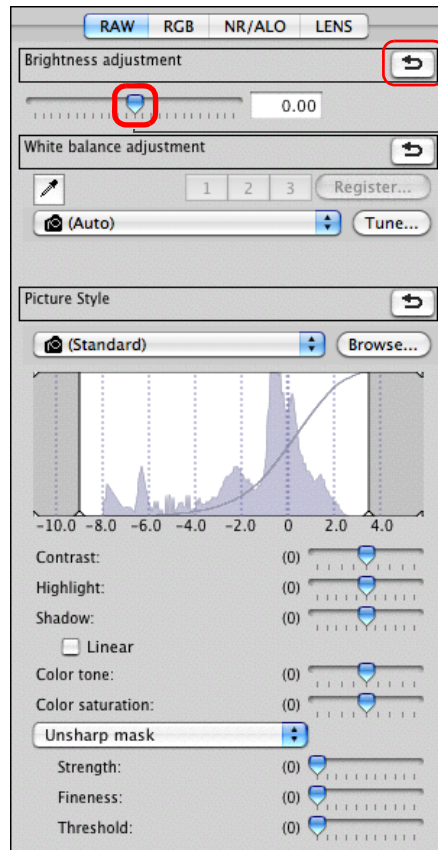 RAW RGB NR/ALO LENS
Brightness adjustment
0.00
White balance adjustment
1 2 3 Register...
(Auto) Tune...
Picture Style
(Standard) Browse...
-10.0 -8.0 -6.0 -4.0 -2.0 0 2.0 4.0
Contrast: (0)
Highlight: (0)
Shadow: (0)
Linear
Color tone: (0)
Color saturation: (0)
Unsharp mask
Strength: (0)
Fineness: (0)
Threshold: (0)